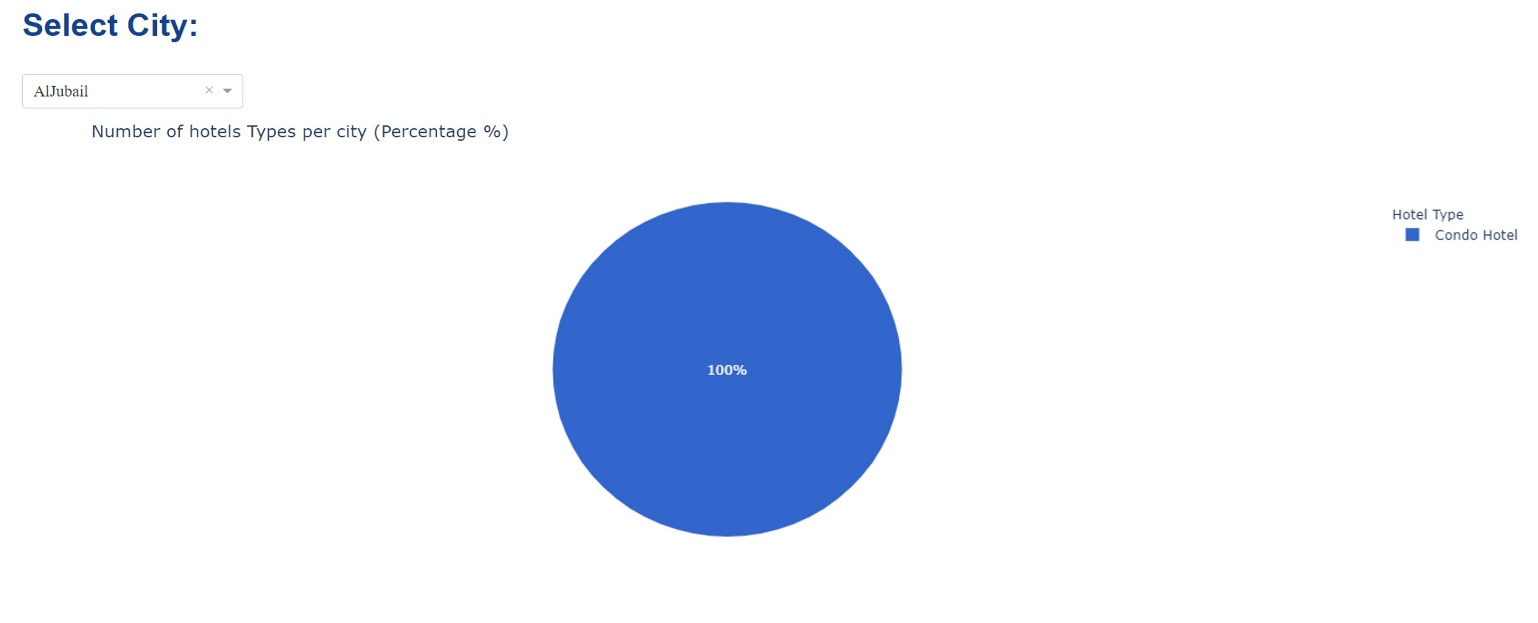 Select City:
AlJubail
Number of hotels Types per city (Percentage %)
Hotel Type
Condo Hotel
100%